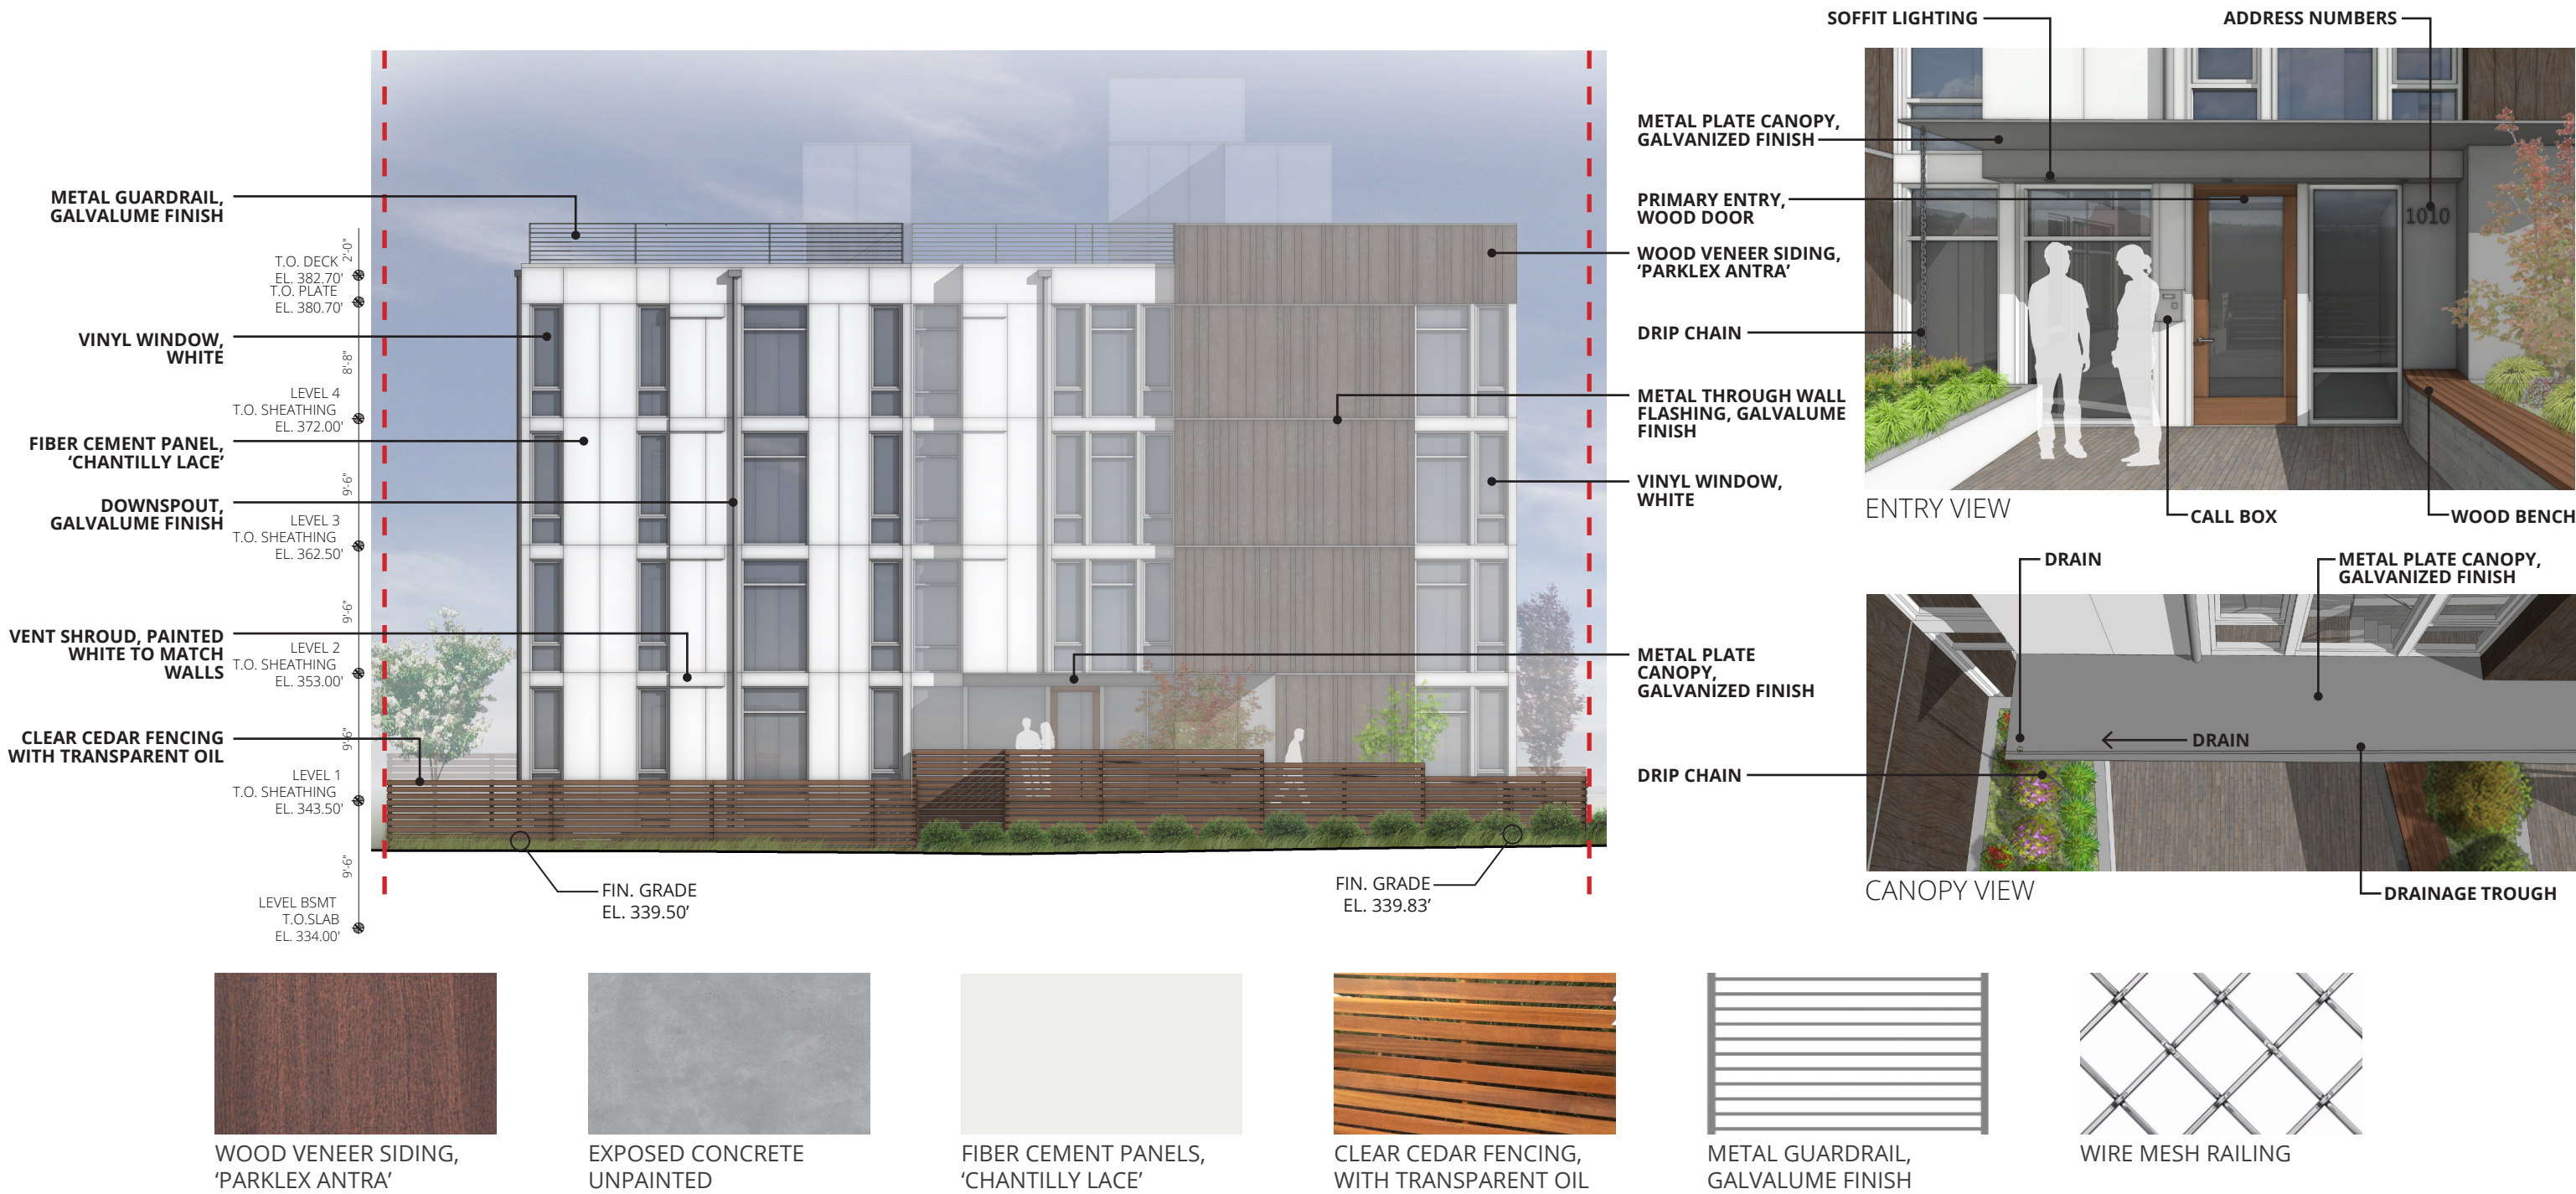 SOFFIT LIGHTING
ADDRESS NUMBERS
METAL GUARDRAIL,
GALVALUME FINISH
VINYL WINDOW,
WHITE
FIBER CEMENT PANEL,
‘CHANTILLY LACE’
DOWNSPOUT,
GALVALUME FINISH
VENT SHROUD, PAINTED
WHITE TO MATCH
WALLS
CLEAR CEDAR FENCING
WITH TRANSPARENT OIL
2'-0"
T.O. DECK
EL. 382.70'
T.O. PLATE
EL. 380.70'
8'-8"
LEVEL 4
T.O. SHEATHING
EL. 372.00'
9'-6"
LEVEL 3
T.O. SHEATHING
EL. 362.50'
9'-6"
LEVEL 2
T.O. SHEATHING
EL. 353.00'
9'-6"
LEVEL 1
T.O. SHEATHING
EL. 343.50'
9'-6"
LEVEL BSMT
T.O.SLAB
EL. 334.00'
FIN. GRADE
EL. 339.50’
FIN. GRADE
EL. 339.83’
METAL PLATE CANOPY,
GALVANIZED FINISH
PRIMARY ENTRY,
WOOD DOOR
WOOD VENEER SIDING,
‘PARKLEX ANTRA’
DRIP CHAIN
METAL THROUGH WALL
FLASHING, GALVALUME
FINISH
VINYL WINDOW,
WHITE
METAL PLATE
CANOPY,
GALVANIZED FINISH
DRIP CHAIN
1010
ENTRY VIEW
CALL BOX
WOOD BENCH
DRAIN
METAL PLATE CANOPY,
GALVANIZED FINISH
DRAIN
CANOPY VIEW
DRAINAGE TROUGH
WOOD VENEER SIDING,
‘PARKLEX ANTRA’
EXPOSED CONCRETE
UNPAINTED
FIBER CEMENT PANELS,
‘CHANTILLY LACE’
CLEAR CEDAR FENCING,
WITH TRANSPARENT OIL
METAL GUARDRAIL,
GALVALUME FINISH
WIRE MESH RAILING